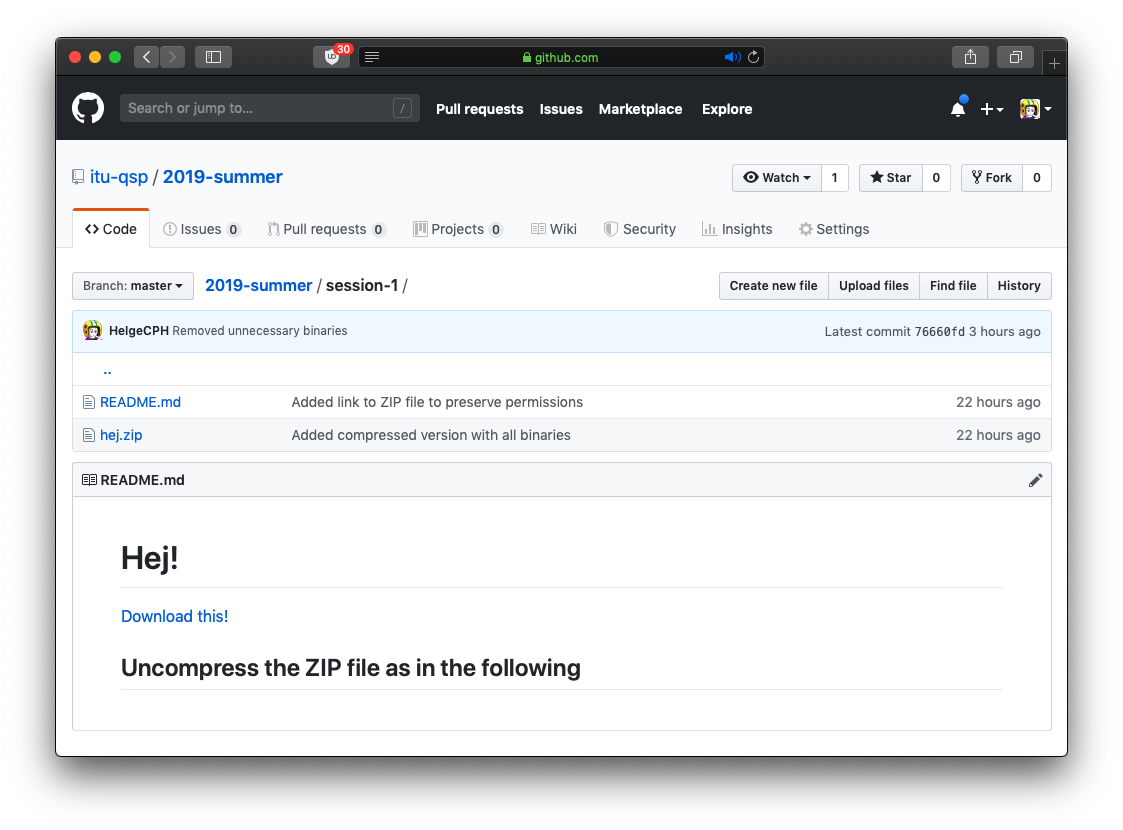 30
github.com
Search or jump to… /
Pull requests Issues Marketplace Explore
itu-qsp / 2019-summer
Watch 1 Star 0 Fork 0
Code Issues 0 Pull requests 0 Projects 0 Wiki Security Insights Settings
Branch: master 2019-summer / session-1 /
Create new file Upload files Find file History
HelgeCPH Removed unnecessary binaries Latest commit 76660fd 3 hours ago
..
README.md Added link to ZIP file to preserve permissions 22 hours ago
hej.zip Added compressed version with all binaries 22 hours ago
README.md
Hej!
Download this!
Uncompress the ZIP file as in the following